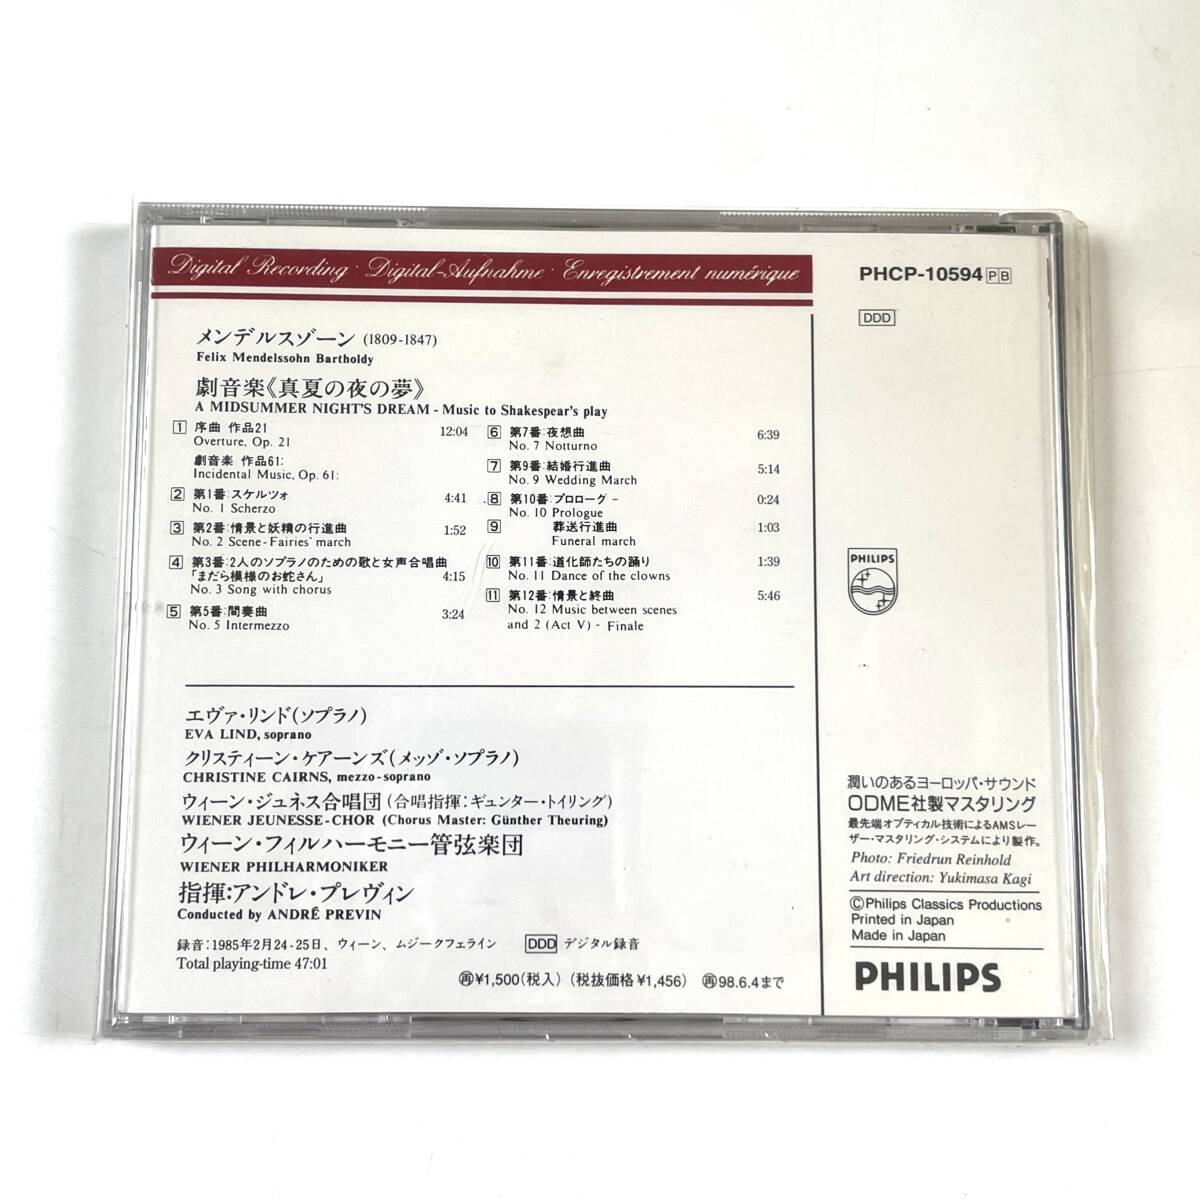 Digital Recording · Digital-Aufnahme · Enregistrement numérique
メンデルスゾーン (1809-1847)
Felix Mendelssohn Bartholdy
劇音楽《真夏の夜の夢》
A MIDSUMMER NIGHT'S DREAM - Music to Shakespear's play
1 序曲 作品21 12:04
Overture, Op. 21
劇音楽 作品61:
Incidental Music, Op. 61:
2 第1番:スケルツォ 4:41
No. 1 Scherzo
3 第2番:情景と妖精の行進曲 1:52
No. 2 Scene-Fairies' march
4 第3番:2人のソプラノのための歌と女声合唱曲
「まだら模様のお蛇さん」 4:15
No. 3 Song with chorus
5 第5番:間奏曲 3:24
No. 5 Intermezzo
6 第7番:夜想曲 6:39
No. 7 Notturno
7 第9番:結婚行進曲 5:14
No. 9 Wedding March
8 第10番:プロローグ - 0:24
No. 10 Prologue
9 葬送行進曲 1:03
Funeral march
10 第11番:道化師たちの踊り 1:39
No. 11 Dance of the clowns
11 第12番:情景と終曲 5:46
No. 12 Music between scenes
and 2 (Act V) - Finale
エヴァ・リンド(ソプラノ)
EVA LIND, soprano
クリスティーン・ケアーンズ(メッゾ・ソプラノ)
CHRISTINE CAIRNS, mezzo-soprano
ウィーン・ジュネス合唱団(合唱指揮:ギュンター・トイリング)
WIENER JEUNESSE-CHOR (Chorus Master: Günther Theuring)
ウィーン・フィルハーモニー管弦楽団
WIENER PHILHARMONIKER
指揮:アンドレ・プレヴィン
Conducted by ANDRÉ PREVIN
録音:1985年2月24-25日、ウィーン、ムジークフェライン DDD デジタル録音
Total playing-time 47:01
再¥1,500(税入)(税抜価格¥1,456) 再98.6.4まで
PHCP-10594 PB
DDD
PHILIPS
潤いのあるヨーロッパ・サウンド
ODME社製マスタリング
最先端オプティカル技術によるAMSレー
ザー・マスタリング・システムにより製作。
Photo: Friedrun Reinhold
Art direction: Yukimasa Kagi
©Philips Classics Productions
Printed in Japan
Made in Japan
PHILIPS